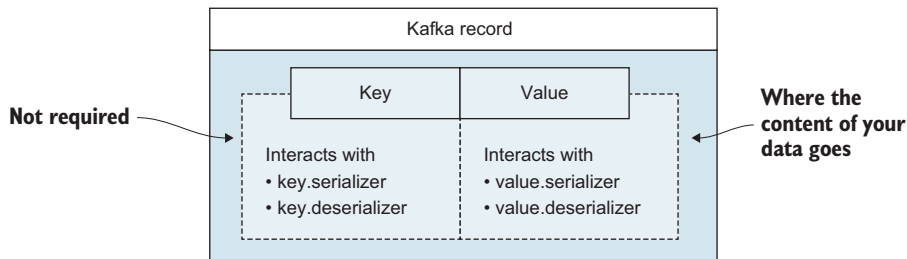 Kafka record
Key
Value
Not required
Where the
content of your
data goes
Interacts with
• key.serializer
• key.deserializer
Interacts with
• value.serializer
• value.deserializer